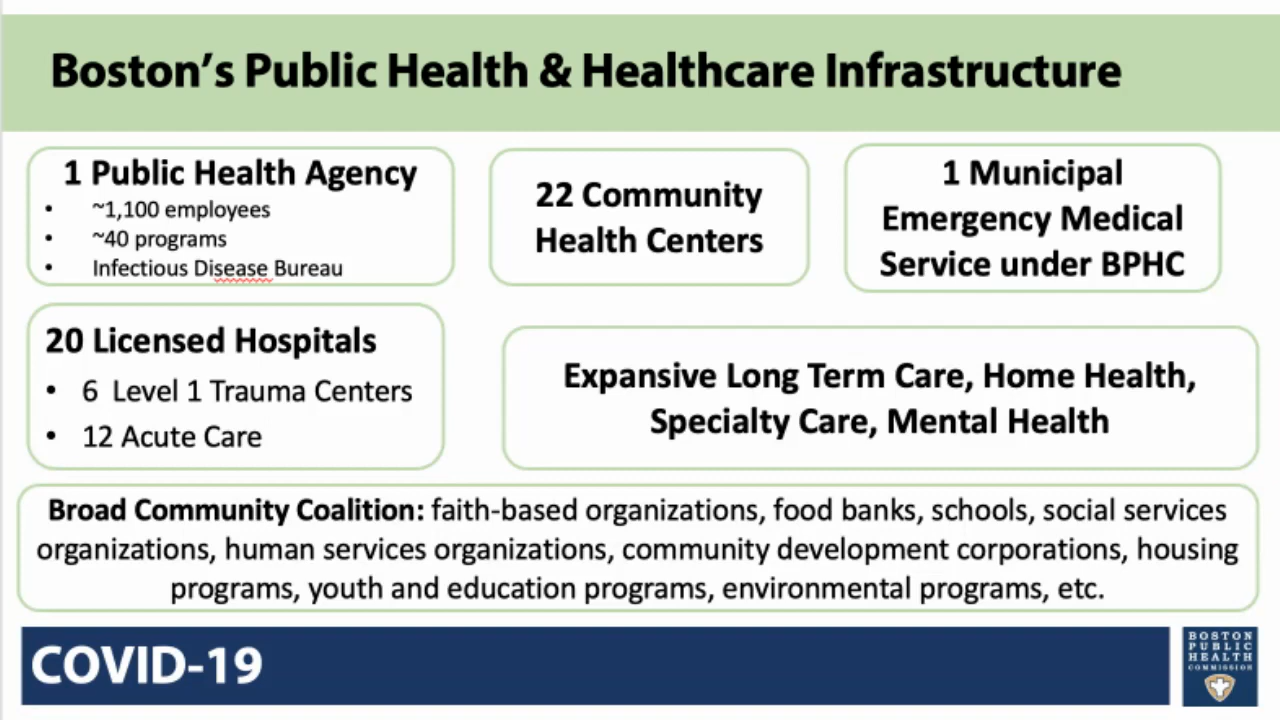 Boston's Public Health & Healthcare Infrastructure
1 Public Health Agency
• ~1,100 employees
• ~40 programs
• Infectious Disease Bureau
22 Community
Health Centers
1 Municipal
Emergency Medical
Service under BPHC
20 Licensed Hospitals
• 6 Level 1 Trauma Centers
• 12 Acute Care
Expansive Long Term Care, Home Health,
Specialty Care, Mental Health
Broad Community Coalition: faith-based organizations, food banks, schools, social services
organizations, human services organizations, community development corporations, housing
programs, youth and education programs, environmental programs, etc.
COVID-19
BOSTON
PUBLIC
HEALTH
COMMISSION